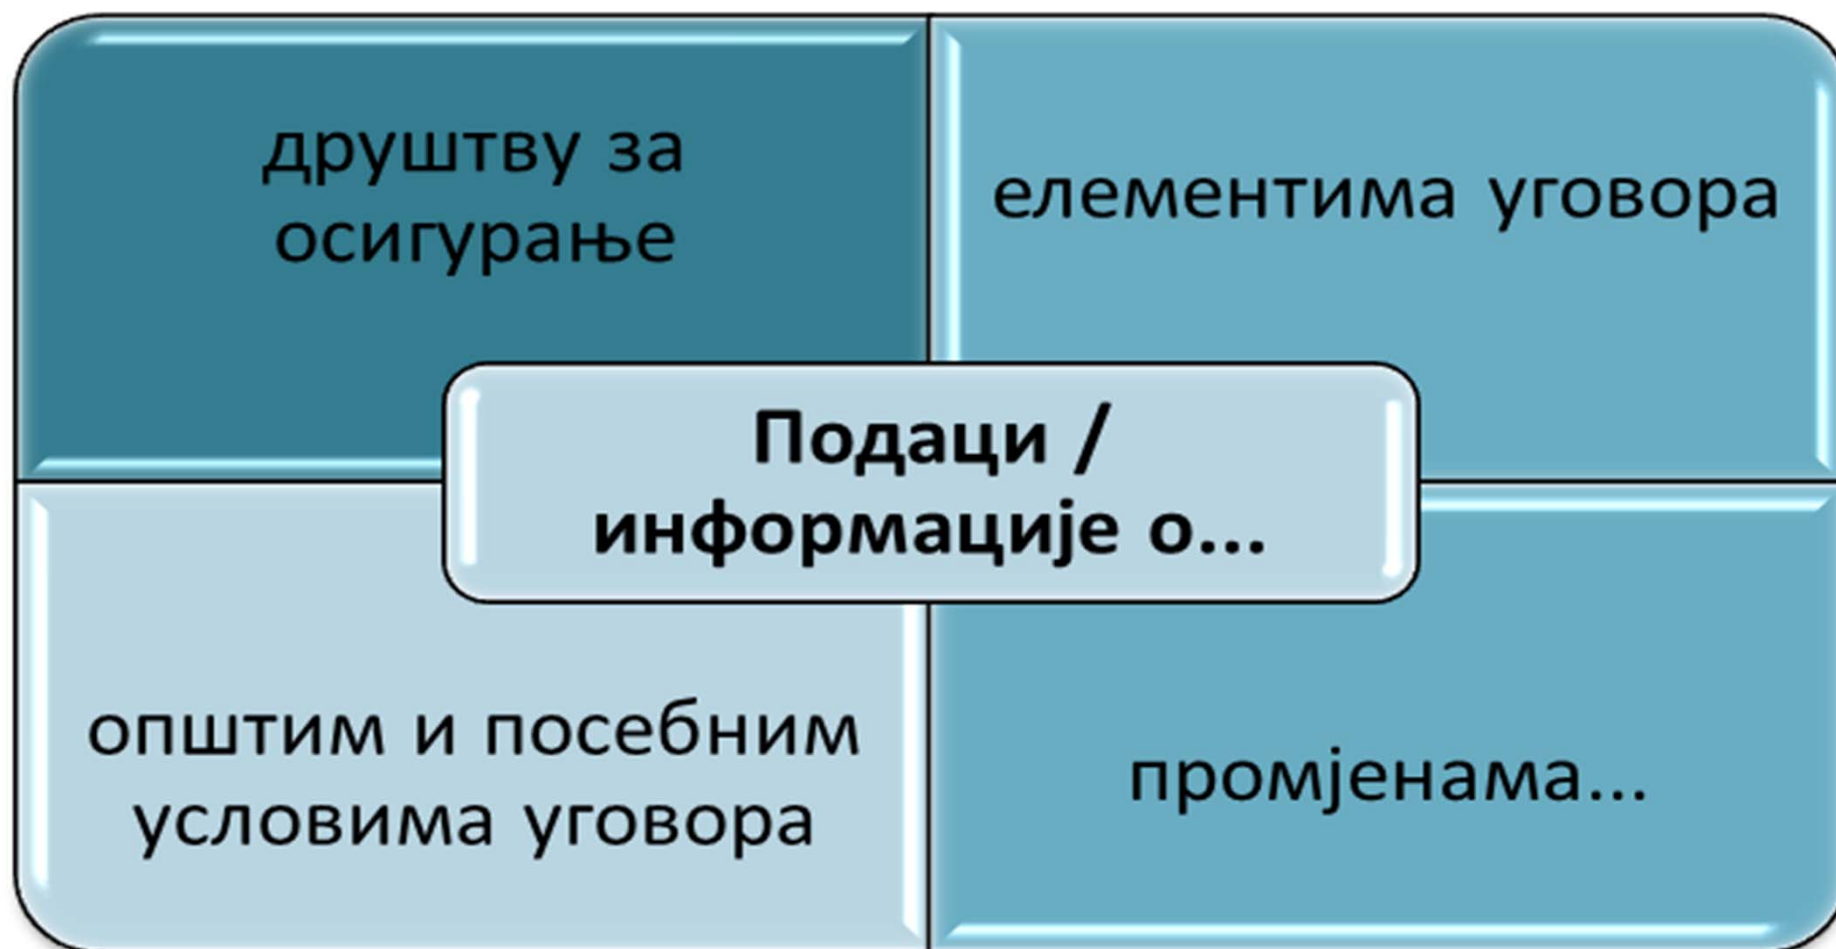 друштву за
осигурање
елементима уговора
Подаци /
информације о...
општим и посебним
условима уговора
промјенама...